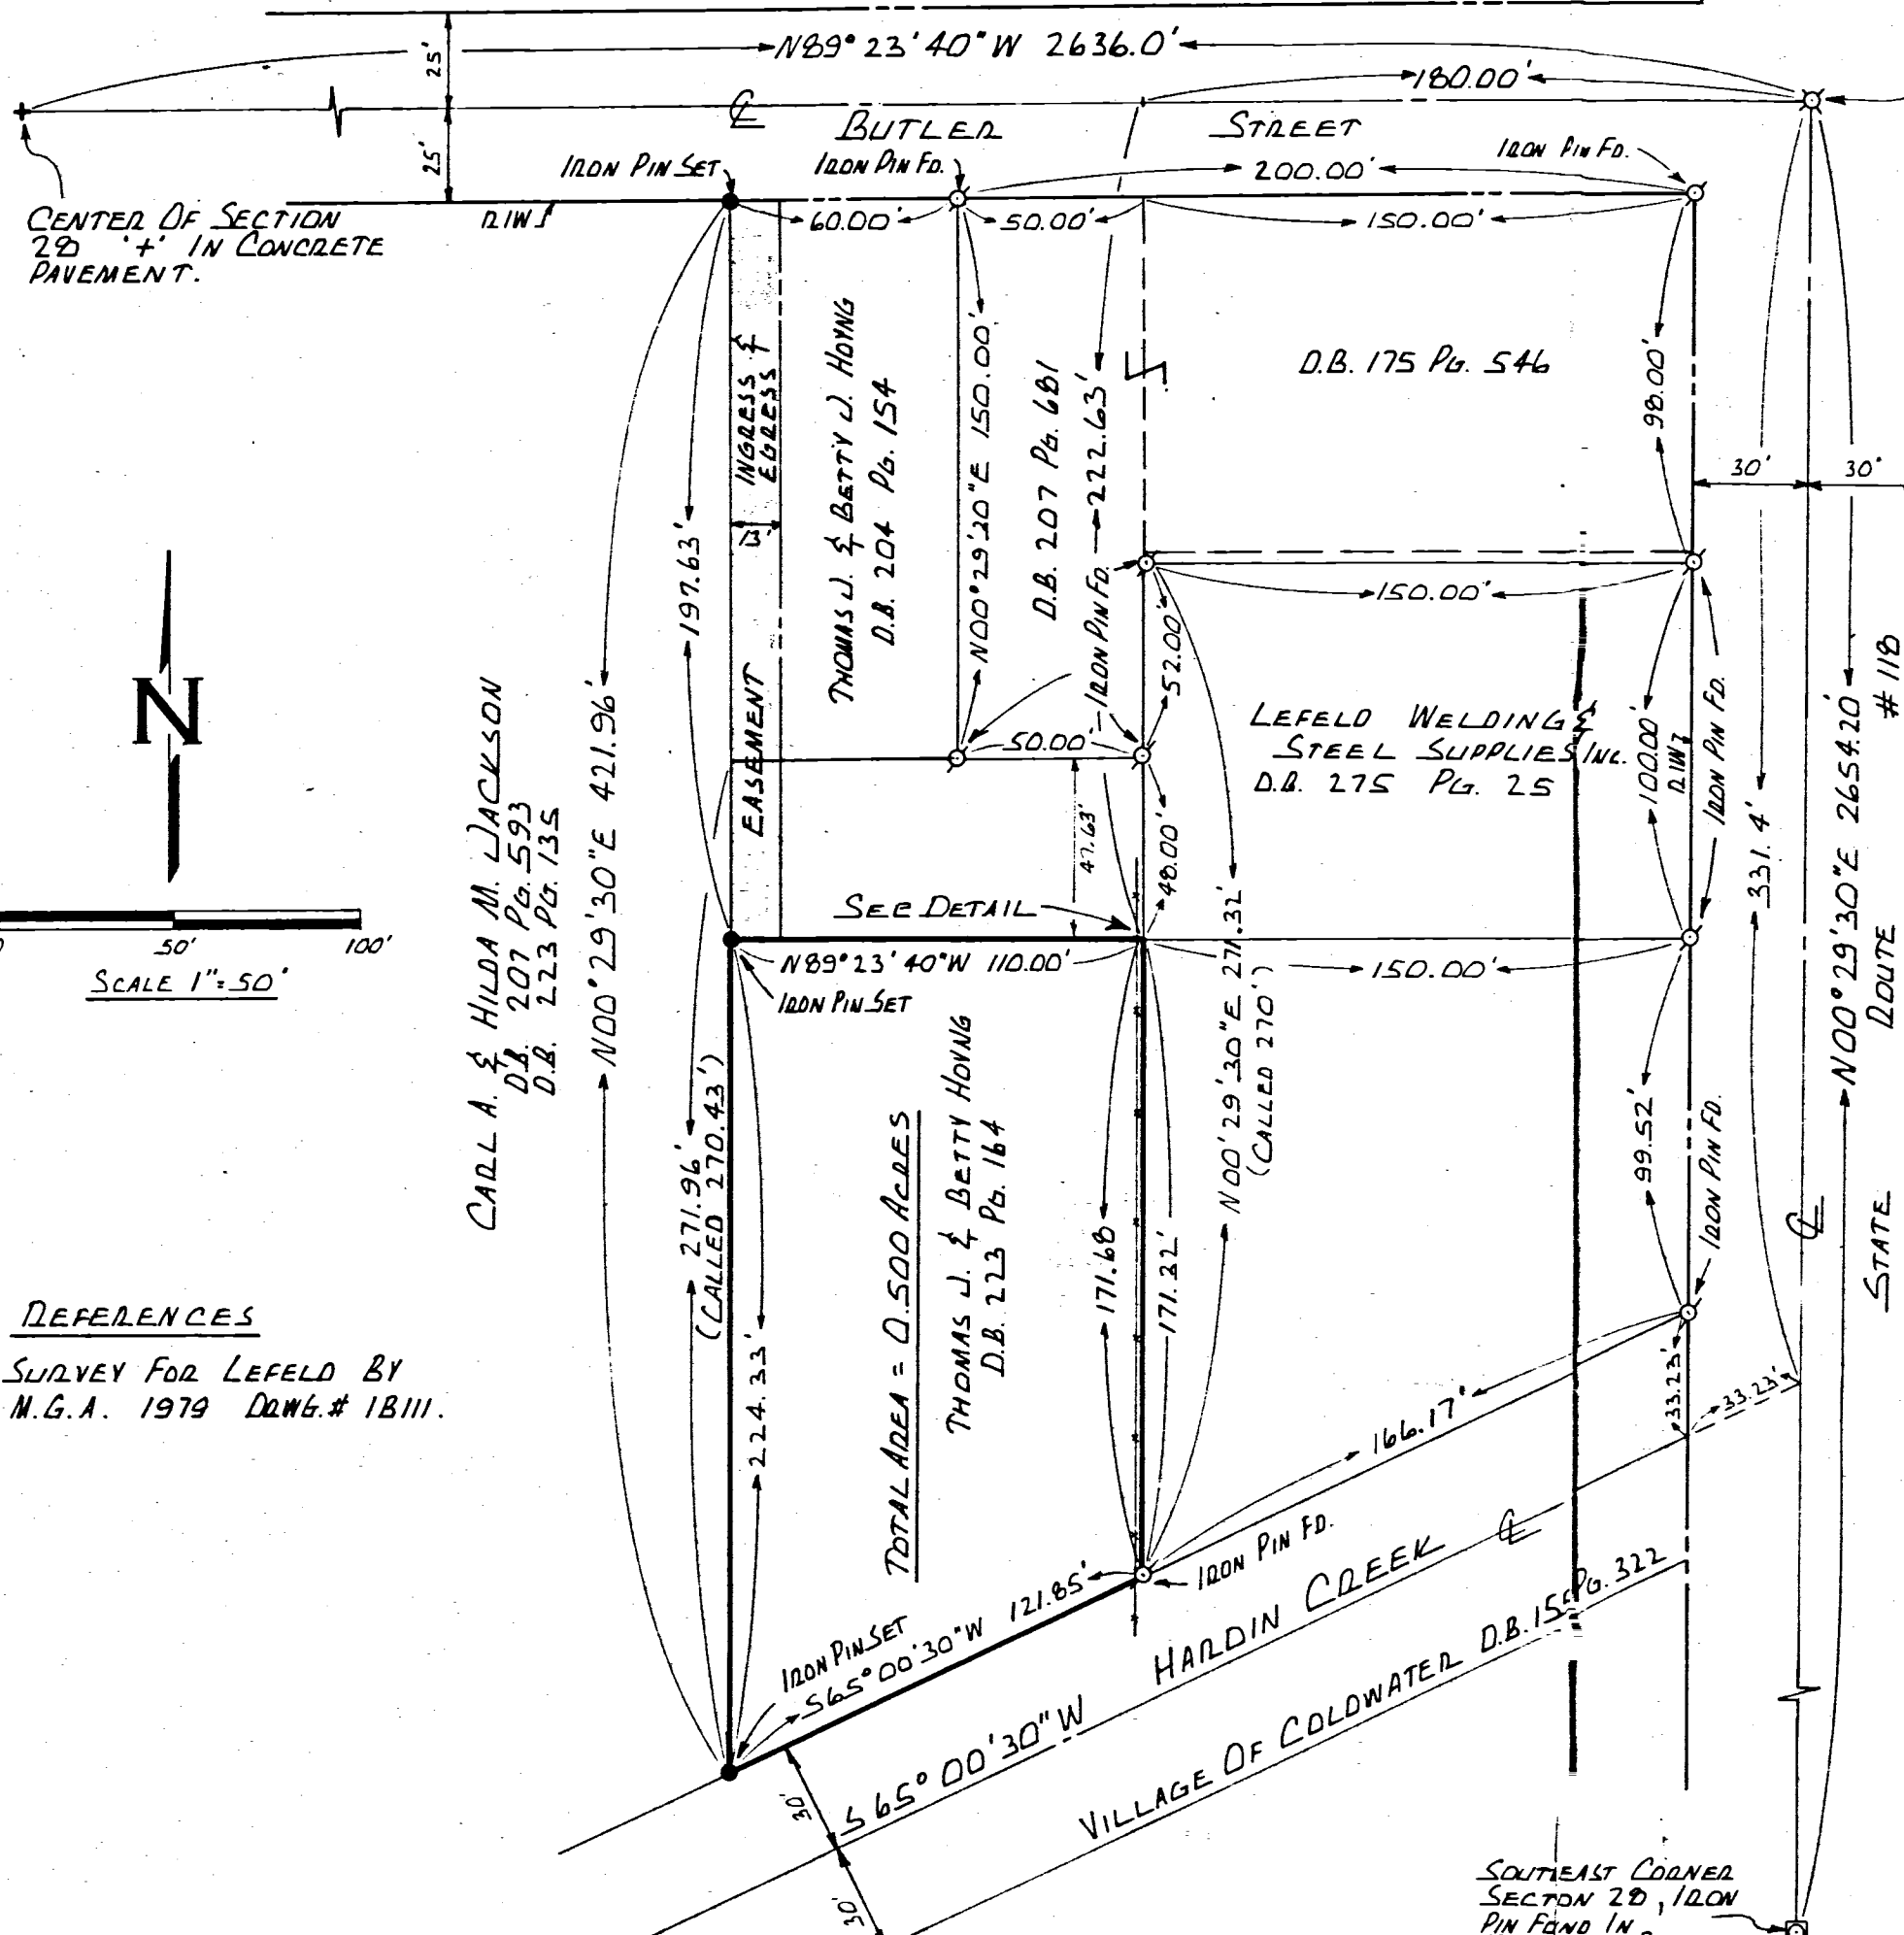 N89°23'40"W 2636.0'
25'
180.00'
℄
BUTLER STREET
25'
IRON PIN SET
IRON PIN FD.
200.00'
IRON PIN FD.
CENTER OF SECTION
28 '+' IN CONCRETE
PAVEMENT.
R/W
60.00'
50.00'
150.00'
INGRESS &
EGRESS
EASEMENT
13'
THOMAS J. & BETTY J. HOYNG
D.B. 204 PG. 154
N00°29'20"E 150.00'
D.B. 207 PG. 681
222.63'
IRON PIN FD.
D.B. 175 PG. 546
98.00'
30'
30'
197.63'
150.00'
52.00'
N
CARL A. & HILDA M. JACKSON
D.B. 207 PG. 593
D.B. 223 PG. 135
N00°29'30"E 421.96'
50.00'
47.63'
48.00'
LEFELD WELDING &
STEEL SUPPLIES INC.
D.B. 275 PG. 25
100.00'
R/W
IRON PIN FD.
331.4'
N00°29'30"E 2654.20'
STATE ROUTE #118
0 50' 100'
SCALE 1"=50'
SEE DETAIL
N89°23'40"W 110.00'
150.00'
IRON PIN SET
271.96'
(CALLED 270.43')
224.33'
TOTAL AREA = 0.500 ACRES
THOMAS J. & BETTY HOYNG
D.B. 223 PG. 164
171.68'
171.32'
N00°29'30"E 271.32'
(CALLED 270')
99.52'
IRON PIN FD.
℄
33.23'
33.23'
REFERENCES
SURVEY FOR LEFELD BY
M.G.A. 1979 DRWG.# 18111.
166.17'
IRON PIN FD.
IRON PIN SET
S65°00'30"W 121.85'
S65°00'30"W HARDIN CREEK ℄
VILLAGE OF COLDWATER D.B. 155 PG. 322
30'
30'
SOUTHEAST CORNER
SECTON 28, IRON
PIN FOUND IN